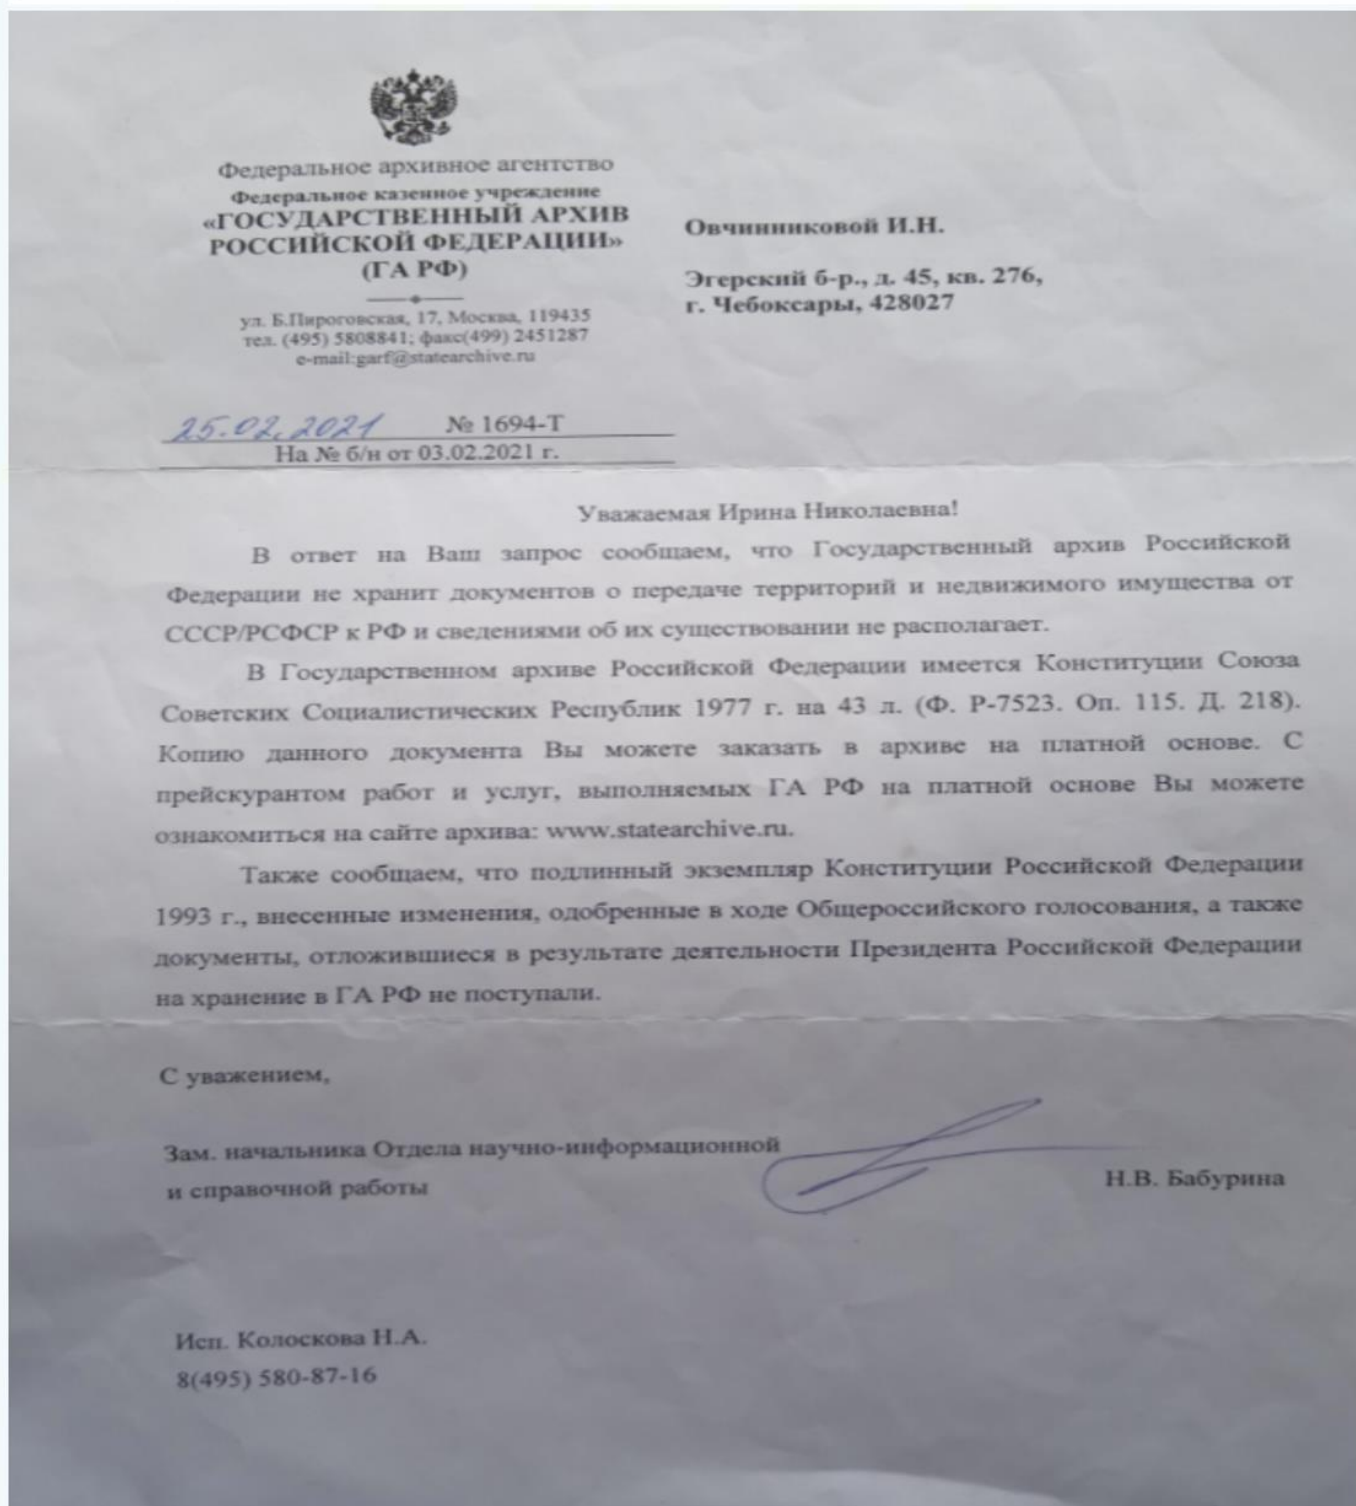 Федеральное архивное агентство
Федеральное казенное учреждение
«ГОСУДАРСТВЕННЫЙ АРХИВ
РОССИЙСКОЙ ФЕДЕРАЦИИ»
(ГА РФ)
ул. Б.Пироговская, 17, Москва, 119435
тел. (495) 5808841; факс(499) 2451287
e-mail:garf@statearchive.ru
25.02.2021 № 1694-Т
На № б/н от 03.02.2021 г.
Овчинниковой И.Н.
Эгерский б-р., д. 45, кв. 276,
г. Чебоксары, 428027
Уважаемая Ирина Николаевна!
В ответ на Ваш запрос сообщаем, что Государственный архив Российской
Федерации не хранит документов о передаче территорий и недвижимого имущества от
СССР/РСФСР к РФ и сведениями об их существовании не располагает.
В Государственном архиве Российской Федерации имеется Конституции Союза
Советских Социалистических Республик 1977 г. на 43 л. (Ф. Р-7523. Оп. 115. Д. 218).
Копию данного документа Вы можете заказать в архиве на платной основе. С
прейскурантом работ и услуг, выполняемых ГА РФ на платной основе Вы можете
ознакомиться на сайте архива: www.statearchive.ru.
Также сообщаем, что подлинный экземпляр Конституции Российской Федерации
1993 г., внесенные изменения, одобренные в ходе Общероссийского голосования, а также
документы, отложившиеся в результате деятельности Президента Российской Федерации
на хранение в ГА РФ не поступали.
С уважением,
Зам. начальника Отдела научно-информационной
и справочной работы
Н.В. Бабурина
Исп. Колоскова Н.А.
8(495) 580-87-16